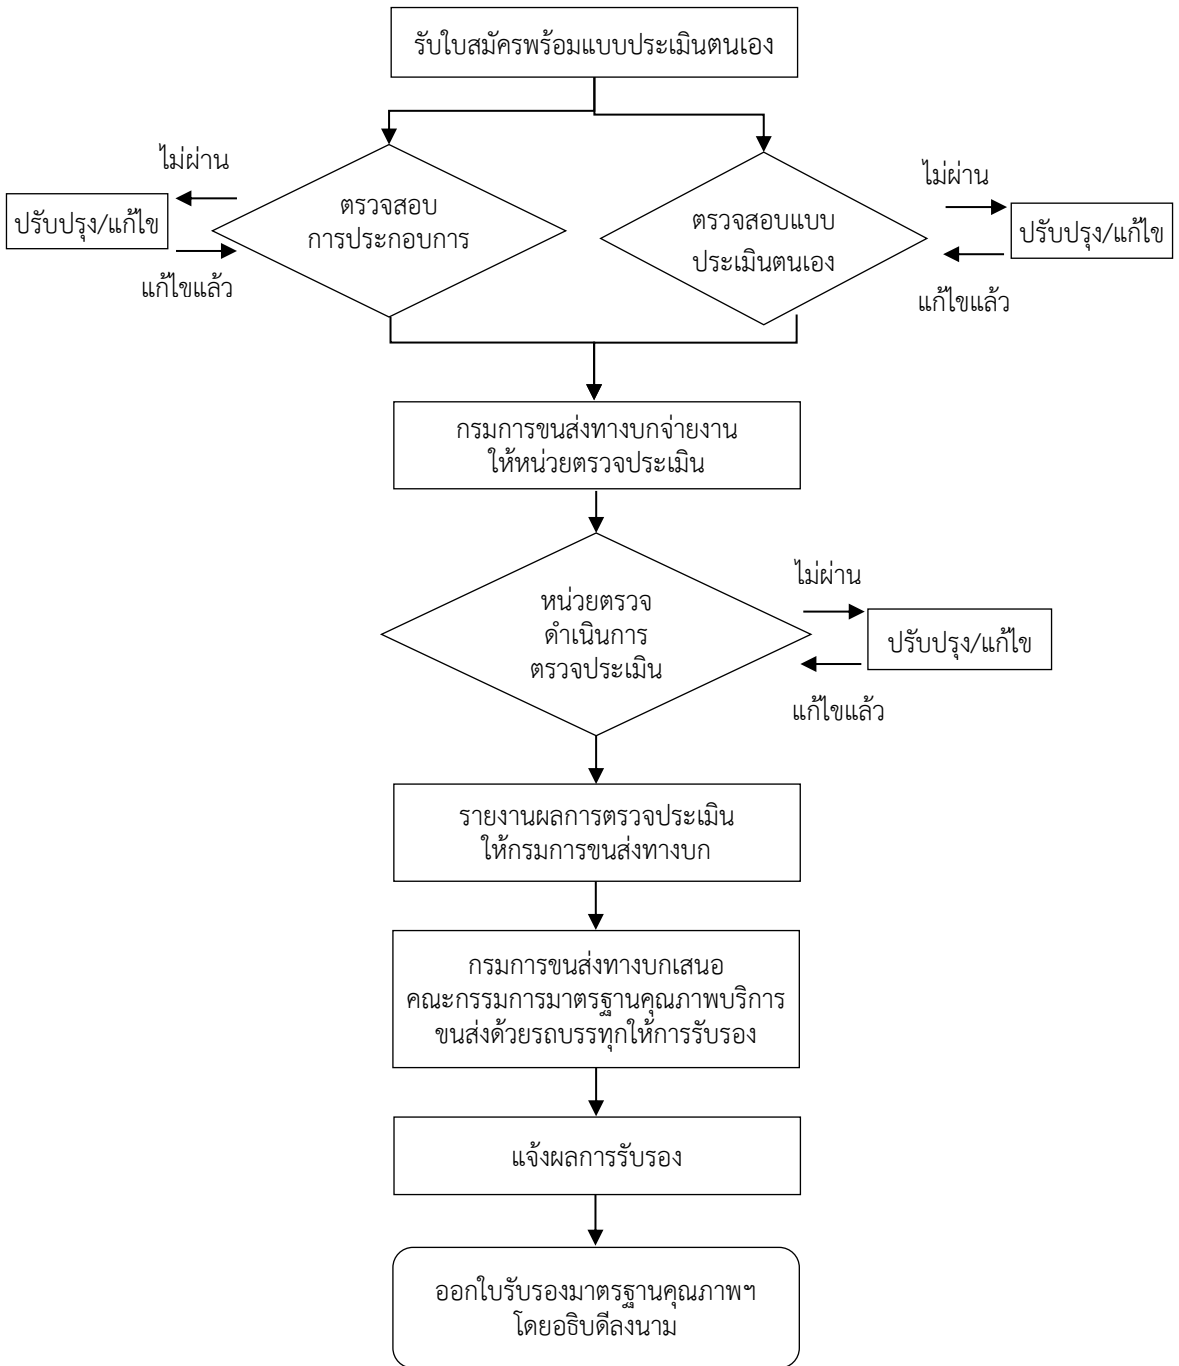 รับใบสมัครพร้อมแบบประเมินตนเอง
ไม่ผ่าน
ปรับปรุง/แก้ไข
แก้ไขแล้ว
ตรวจสอบ
การประกอบการ
ตรวจสอบแบบ
ประเมินตนเอง
ไม่ผ่าน
ปรับปรุง/แก้ไข
แก้ไขแล้ว
กรมการขนส่งทางบกจ่ายงาน
ให้หน่วยตรวจประเมิน
หน่วยตรวจ
ดำเนินการ
ตรวจประเมิน
ไม่ผ่าน
ปรับปรุง/แก้ไข
แก้ไขแล้ว
รายงานผลการตรวจประเมิน
ให้กรมการขนส่งทางบก
กรมการขนส่งทางบกเสนอ
คณะกรรมการมาตรฐานคุณภาพบริการ
ขนส่งด้วยรถบรรทุกให้การรับรอง
แจ้งผลการรับรอง
ออกใบรับรองมาตรฐานคุณภาพฯ
โดยอธิบดีลงนาม